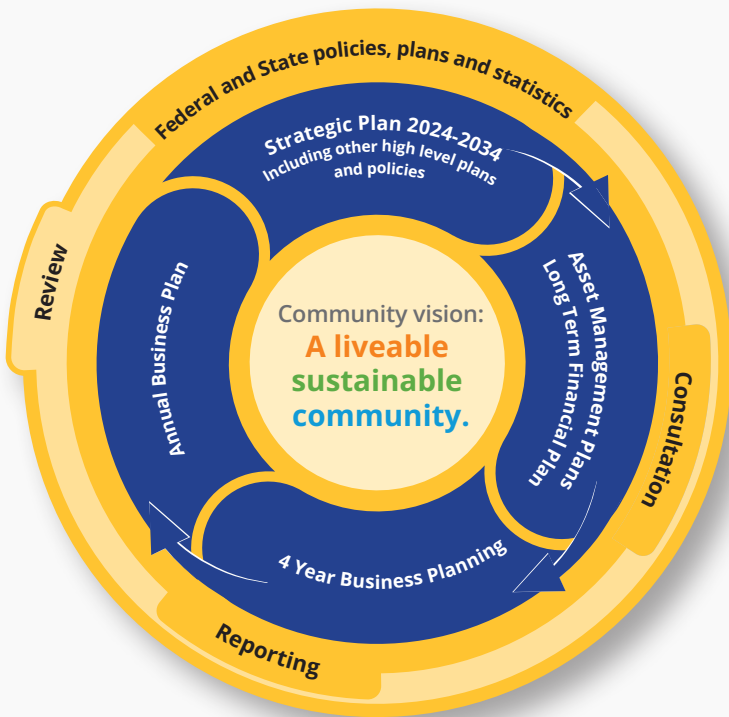 Federal and State policies, plans and statistics
Strategic Plan 2024-2034
Including other high level plans
and policies
Asset Management Plans
Long Term Financial Plan
Consultation
4 Year Business Planning
Reporting
Annual Business Plan
Review
Community vision:
A liveable
sustainable
community.